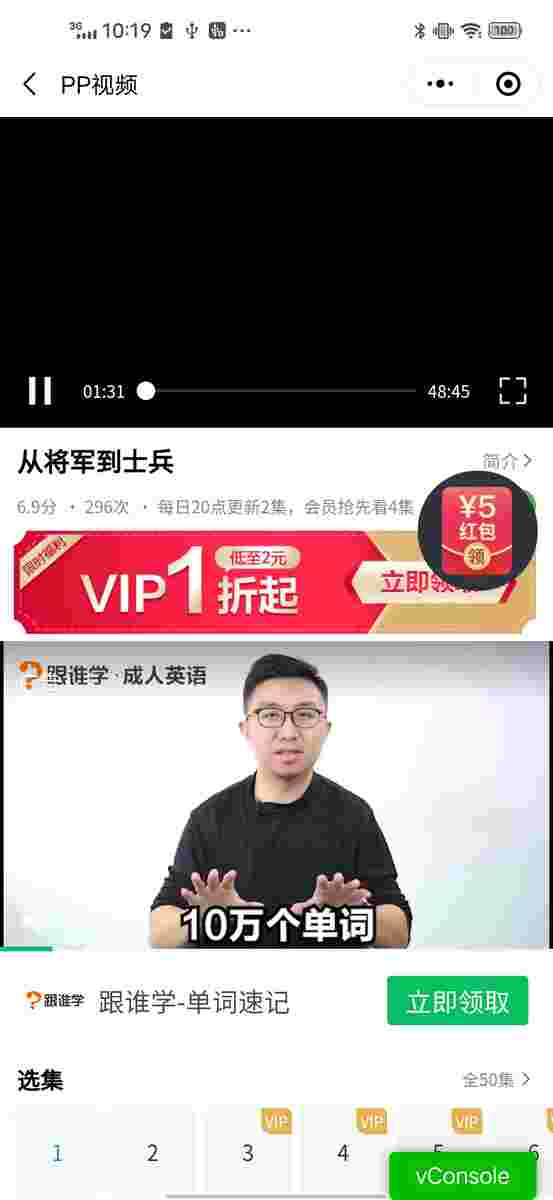 3G 10:19 100
PP视频
01:31 48:45
从将军到士兵
简介
6.9分 · 296次 · 每日20点更新2集，会员抢先看4集
¥5
红包
领
限时福利
VIP1折起
低至2元
立即领取
跟谁学·成人英语
10万个单词
跟谁学 跟谁学-单词速记 立即领取
选集 全50集
VIP VIP VIP
1 2 3 4 5 6
vConsole